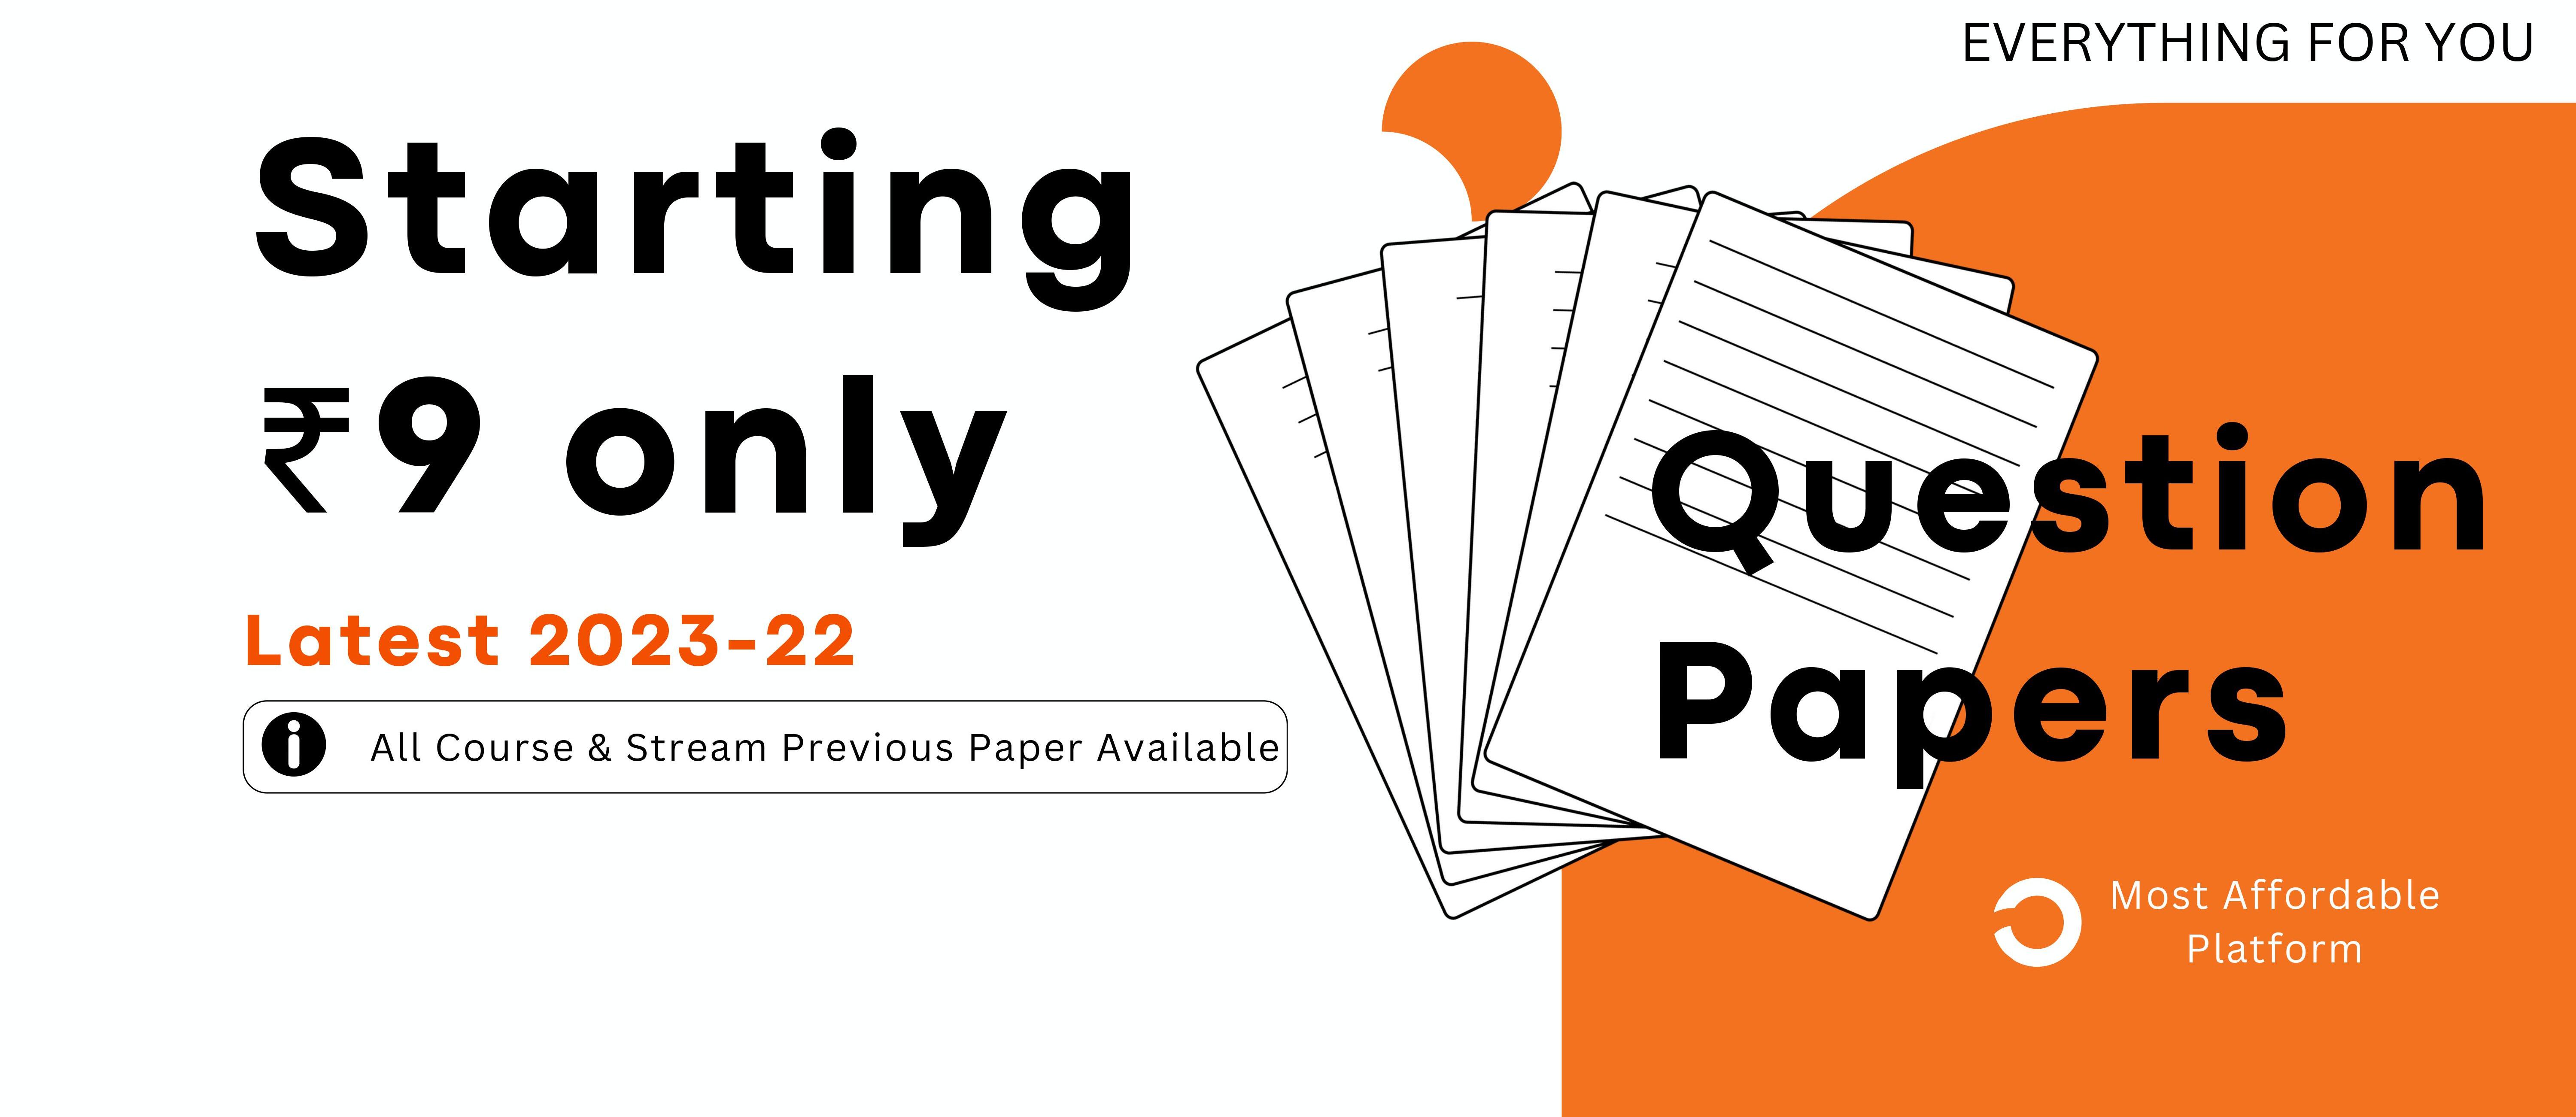 EVERYTHING FOR YOU
Starting
₹9 only
Latest 2023-22
All Course & Stream Previous Paper Available
Question
Papers
Most Affordable
Platform